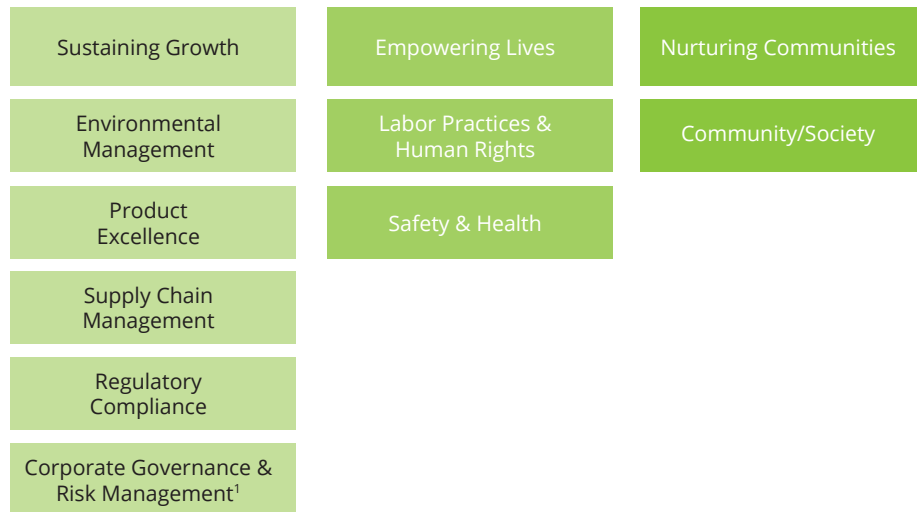 Sustaining Growth
Environmental
Management
Product
Excellence
Supply Chain
Management
Regulatory
Compliance
Corporate Governance &
Risk Management¹
Empowering Lives
Labor Practices &
Human Rights
Safety & Health
Nurturing Communities
Community/Society